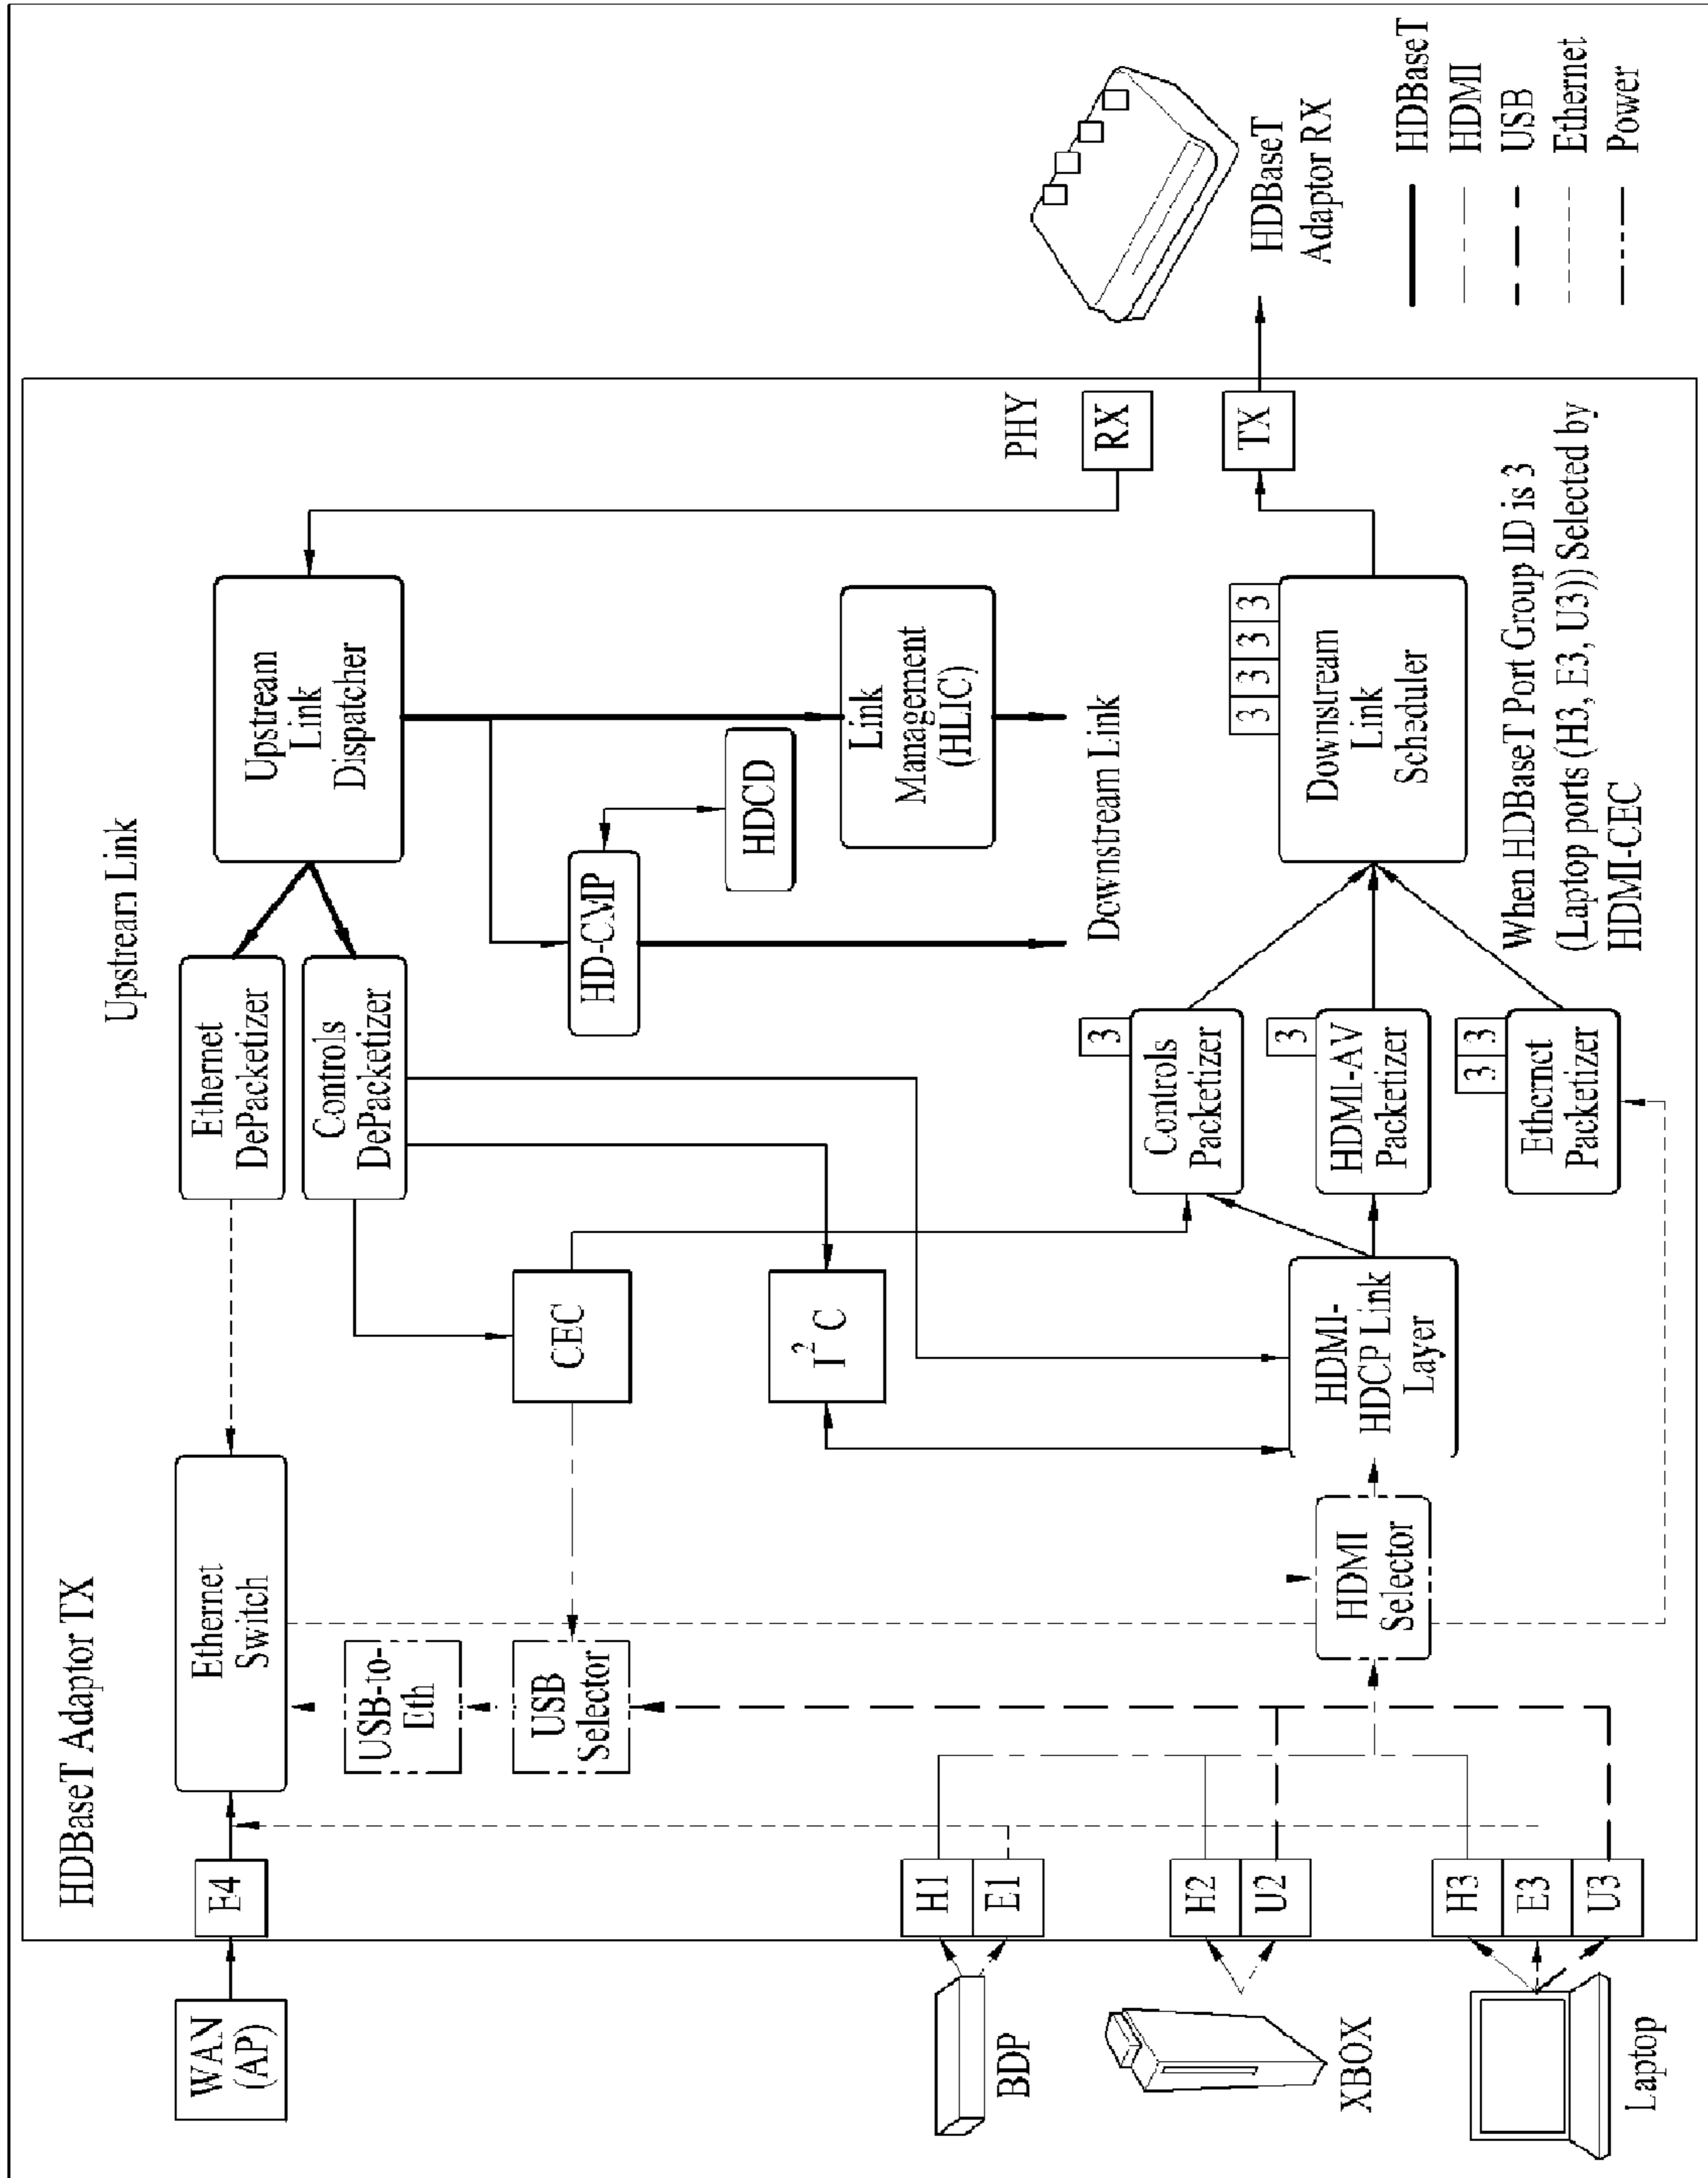 HDBaseT Adaptor TX
Upstream Link
WAN
(AP)
E4
Ethernet
Switch
Ethernet
DePacketizer
Controls
DePacketizer
Upstream
Link
Dispatcher
USB-to-
Eth
USB
Selector
CEC
I² C
HD-CMP
HDCD
Link
Management
(HLIC)
Downstream Link
PHY
RX
TX
BDP
H1
E1
XBOX
H2
U2
Laptop
H3
E3
U3
HDMI
Selector
HDMI-
HDCP Link
Layer
3
Controls
Packetizer
3
HDMI-AV
Packetizer
3 3
Ethernet
Packetizer
3 3 3 3
Downstream
Link
Scheduler
When HDBaseT Port Group ID is 3
(Laptop ports (H3, E3, U3)) Selected by
HDMI-CEC
HDBaseT
Adaptor RX
HDBaseT
HDMI
USB
Ethernet
Power